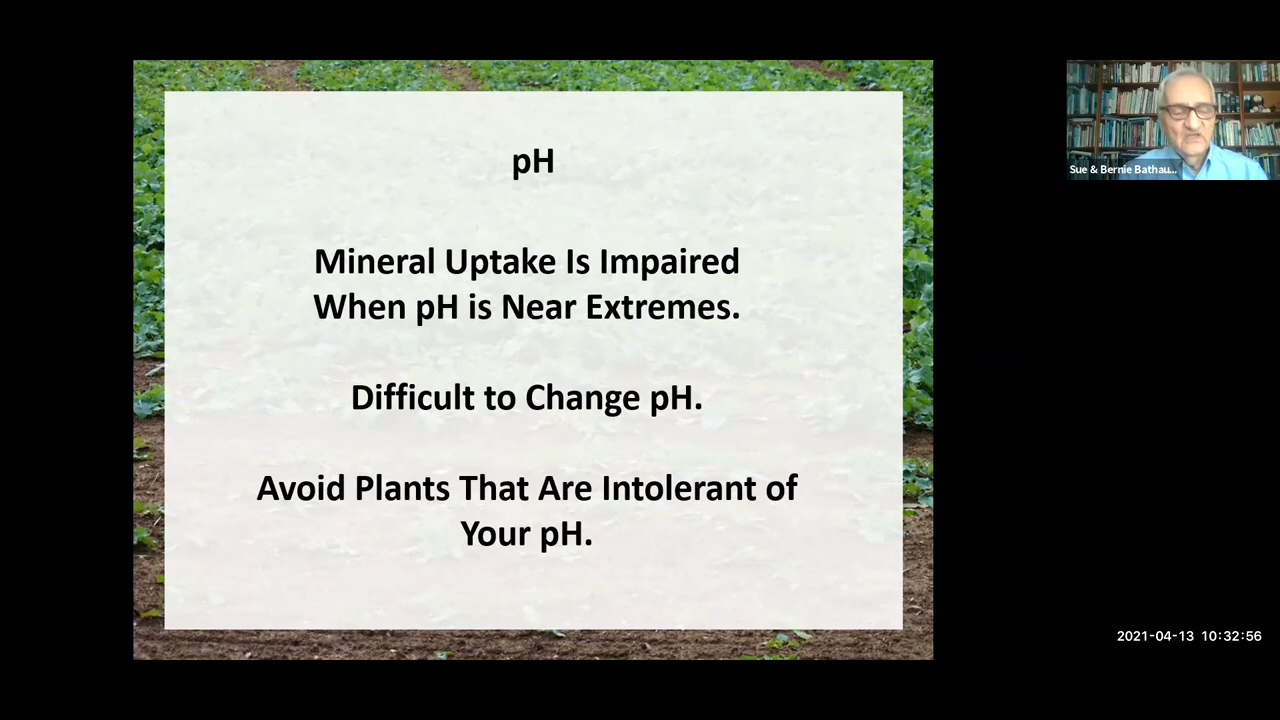 pH
Mineral Uptake Is Impaired
When pH is Near Extremes.
Difficult to Change pH.
Avoid Plants That Are Intolerant of
Your pH.
Sue & Bernie Bathau...
2021-04-13 10:32:56